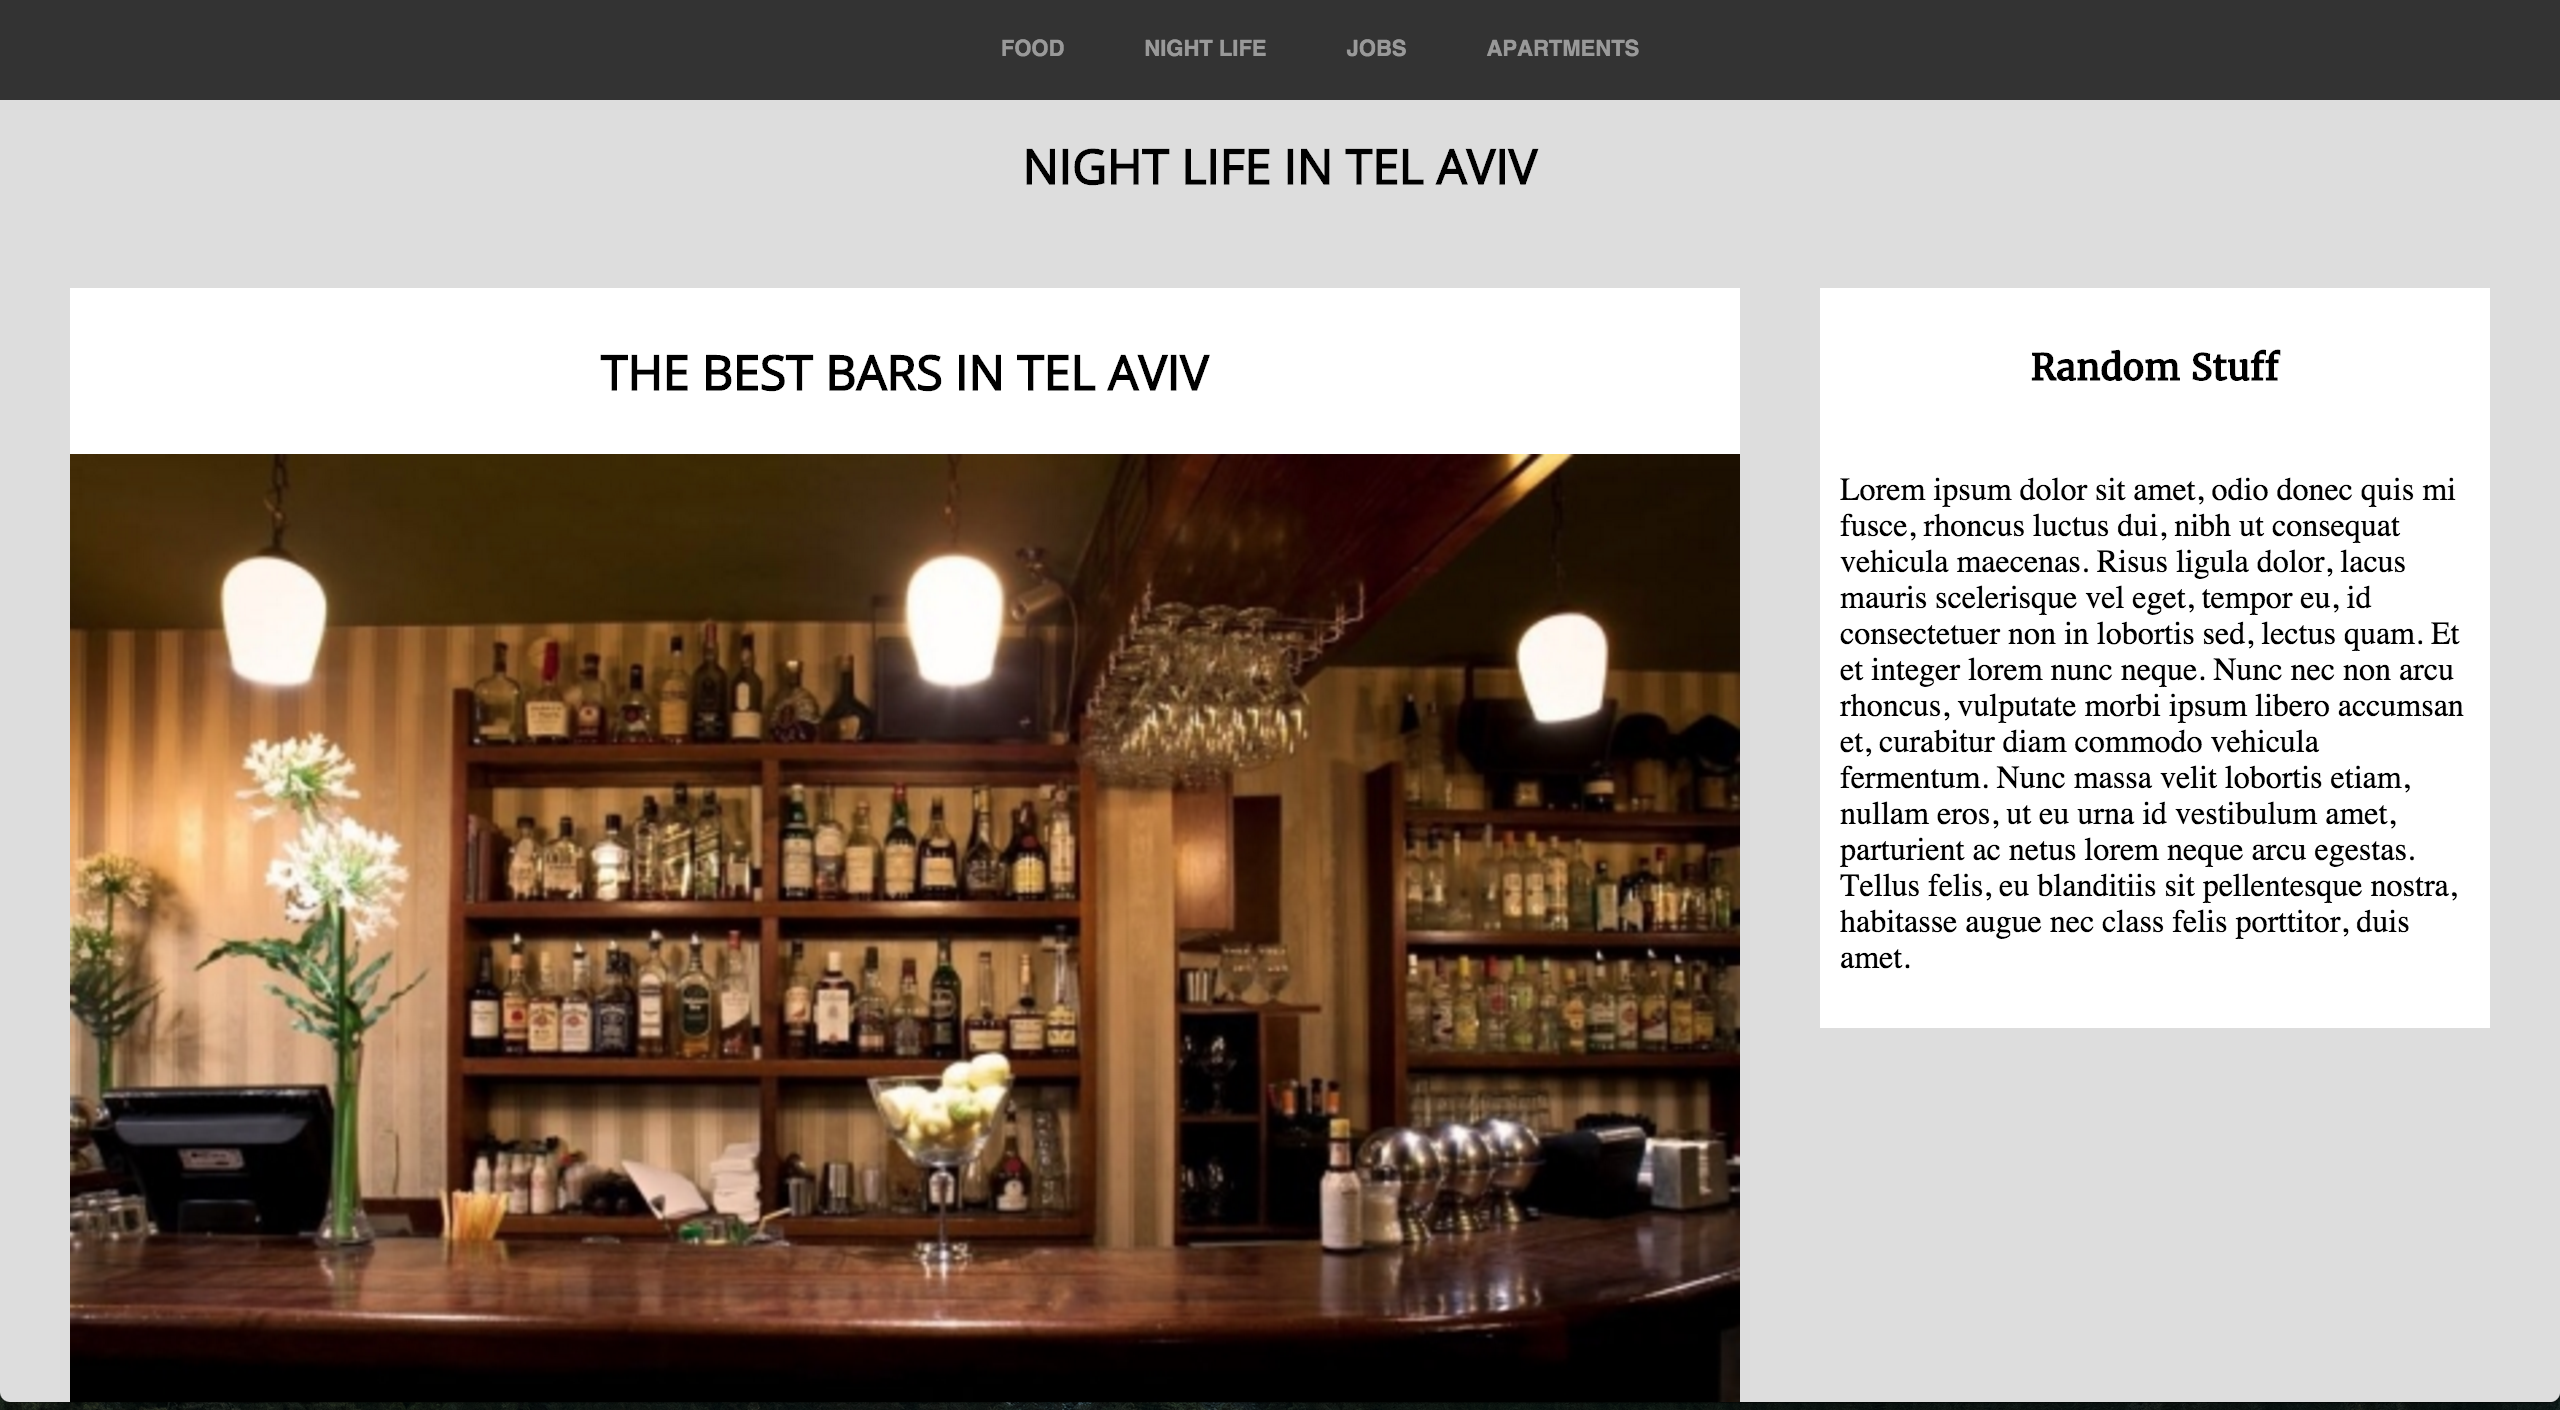 FOOD NIGHT LIFE JOBS APARTMENTS
NIGHT LIFE IN TEL AVIV
THE BEST BARS IN TEL AVIV
Random Stuff
Lorem ipsum dolor sit amet, odio donec quis mi
fusce, rhoncus luctus dui, nibh ut consequat
vehicula maecenas. Risus ligula dolor, lacus
mauris scelerisque vel eget, tempor eu, id
consectetuer non in lobortis sed, lectus quam. Et
et integer lorem nunc neque. Nunc nec non arcu
rhoncus, vulputate morbi ipsum libero accumsan
et, curabitur diam commodo vehicula
fermentum. Nunc massa velit lobortis etiam,
nullam eros, ut eu urna id vestibulum amet,
parturient ac netus lorem neque arcu egestas.
Tellus felis, eu blanditiis sit pellentesque nostra,
habitasse augue nec class felis porttitor, duis
amet.